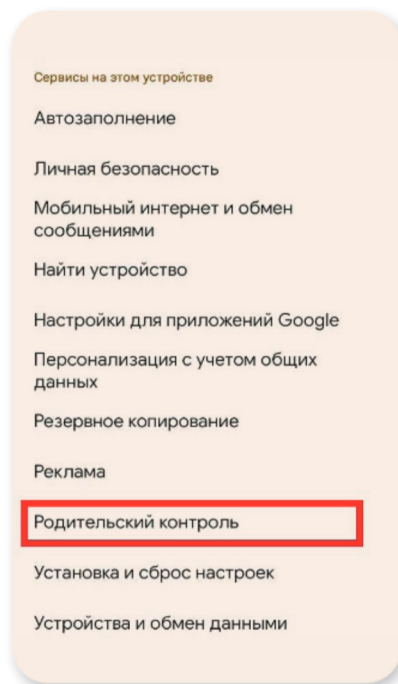 Сервисы на этом устройстве
Автозаполнение
Личная безопасность
Мобильный интернет и обмен
сообщениями
Найти устройство
Настройки для приложений Google
Персонализация с учетом общих
данных
Резервное копирование
Реклама
Родительский контроль
Установка и сброс настроек
Устройства и обмен данными